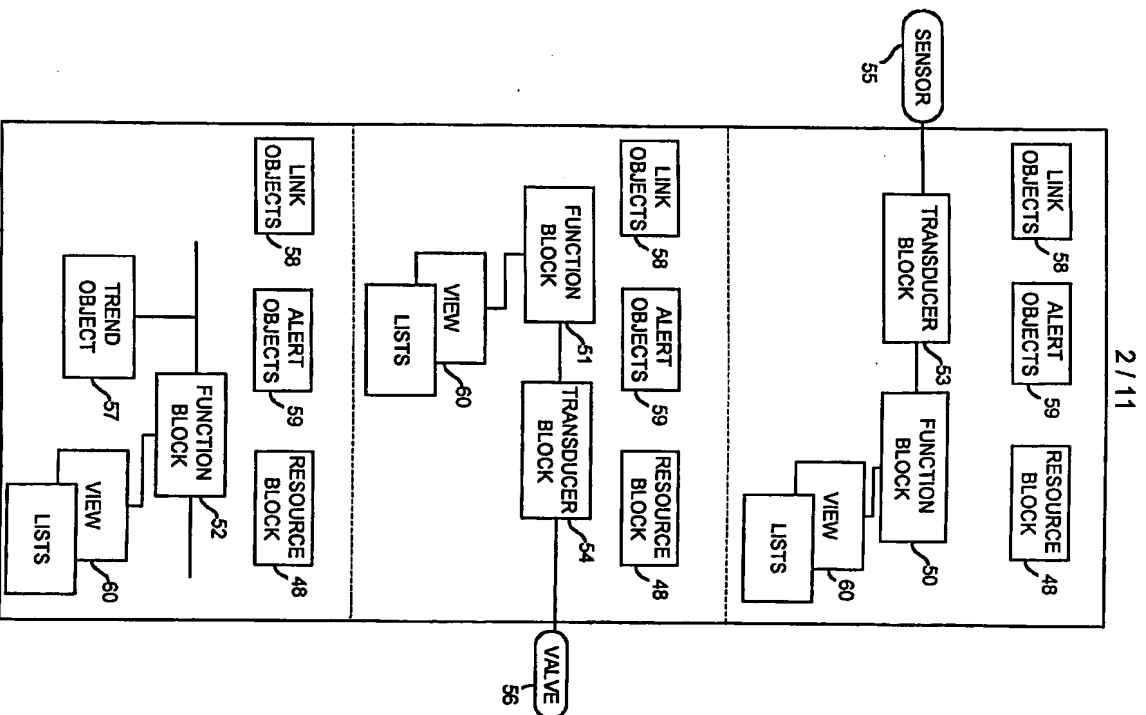 2 / 11
LINK
OBJECTS
58
ALERT
OBJECTS
59
RESOURCE
BLOCK
48
SENSOR
55
TRANSDUCER
BLOCK
53
FUNCTION
BLOCK
50
VIEW
LISTS
60
LINK
OBJECTS
58
ALERT
OBJECTS
59
RESOURCE
BLOCK
48
FUNCTION
BLOCK
51
TRANSDUCER
BLOCK
54
VIEW
LISTS
60
VALVE
56
LINK
OBJECTS
58
ALERT
OBJECTS
59
RESOURCE
BLOCK
48
FUNCTION
BLOCK
52
TREND
OBJECT
57
VIEW
LISTS
60